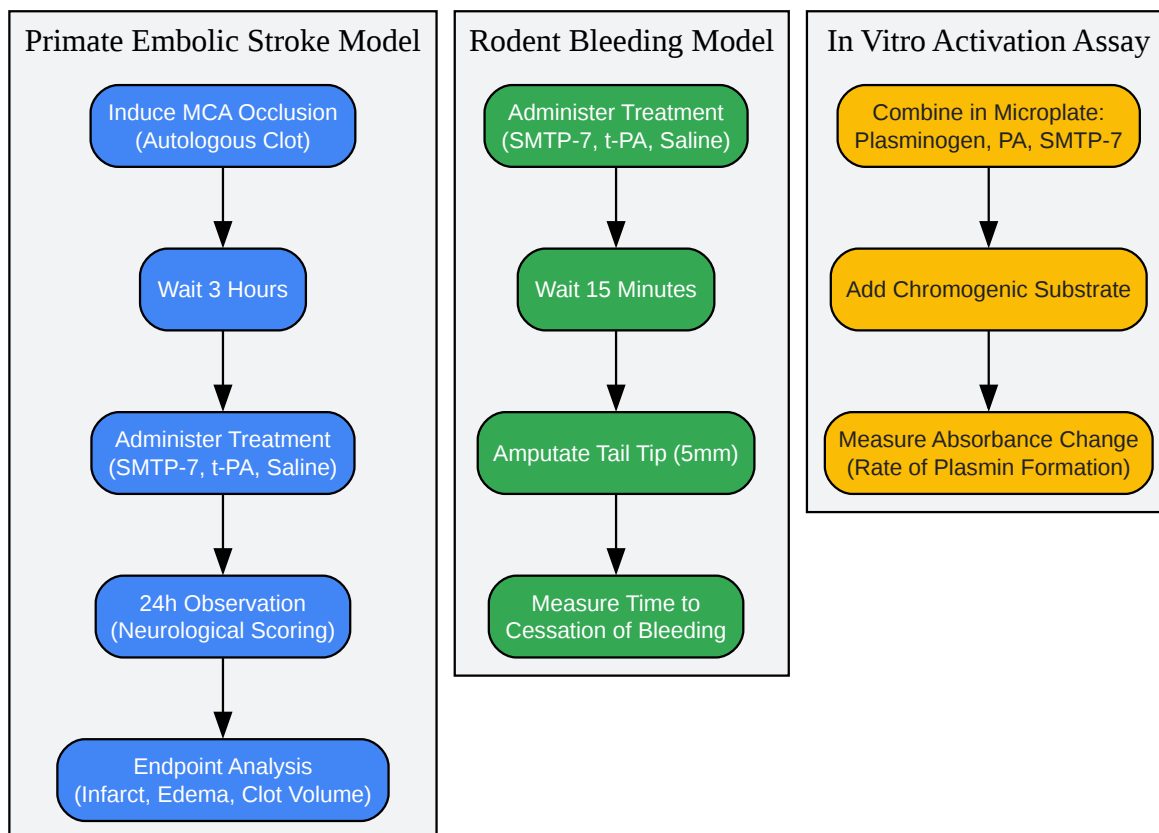 Primate Embolic Stroke Model
Induce MCA Occlusion
(Autologous Clot)
Wait 3 Hours
Administer Treatment
(SMTP-7, t-PA, Saline)
24h Observation
(Neurological Scoring)
Endpoint Analysis
(Infarct, Edema, Clot Volume)
Rodent Bleeding Model
Administer Treatment
(SMTP-7, t-PA, Saline)
Wait 15 Minutes
Amputate Tail Tip (5mm)
Measure Time to
Cessation of Bleeding
In Vitro Activation Assay
Combine in Microplate:
Plasminogen, PA, SMTP-7
Add Chromogenic Substrate
Measure Absorbance Change
(Rate of Plasmin Formation)